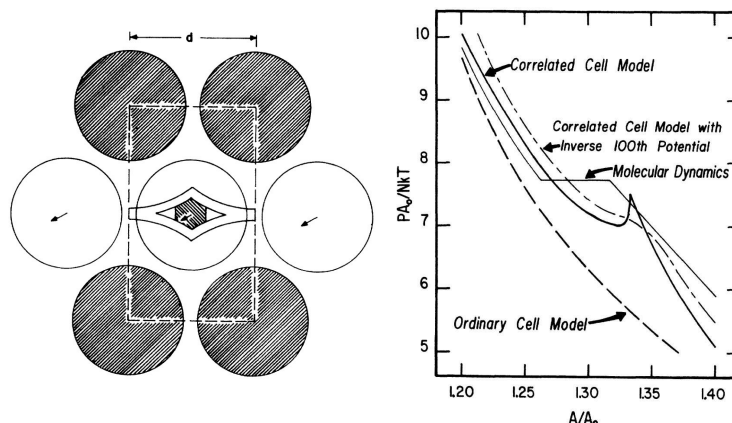 d
PA₀/NkT
10
9
8
7
6
5
Correlated Cell Model
Correlated Cell Model with
Inverse 100th Potential
Molecular Dynamics
Ordinary Cell Model
1.20
1.25
1.30
1.35
1.40
A/A₀